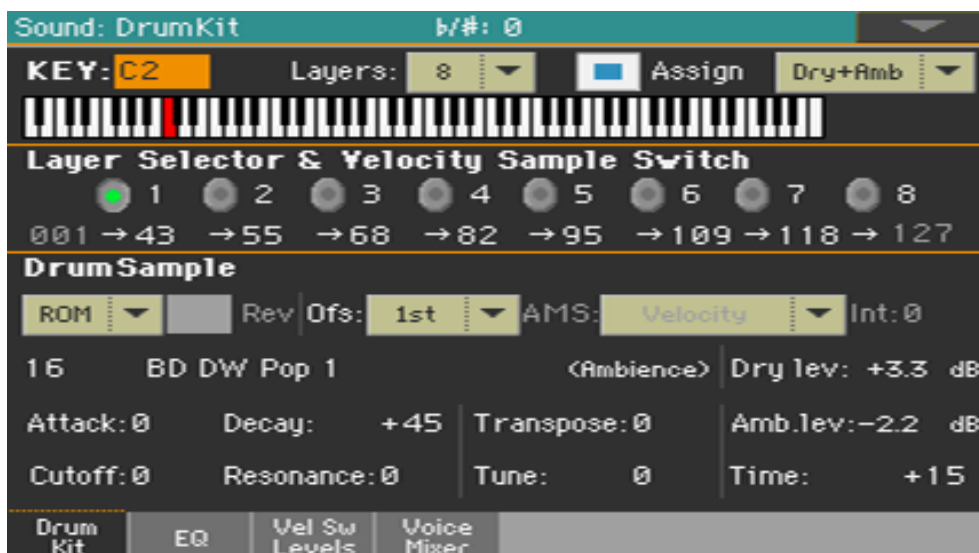 Sound: DrumKit ♭/#: 0
KEY: C2 Layers: 8 Assign Dry+Amb
Layer Selector & Velocity Sample Switch
1 2 3 4 5 6 7 8
001 →43 →55 →68 →82 →95 →109 →118 → 127
DrumSample
ROM Rev Ofs: 1st AMS: Velocity Int:0
16 BD DW Pop 1 <Ambience> Dry lev: +3.3 dB
Attack:0 Decay: +45 Transpose:0 Amb.lev:-2.2 dB
Cutoff:0 Resonance:0 Tune: 0 Time: +15
Drum Kit EQ Vel Sw Levels Voice Mixer